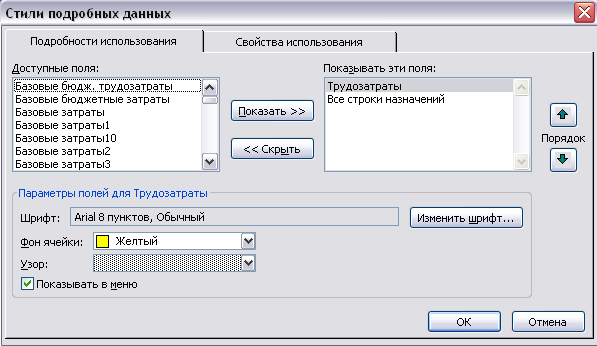 Стили подробных данных
Подробности использования
Свойства использования
Доступные поля:
Базовые бюдж. трудозатраты
Базовые бюджетные затраты
Базовые затраты
Базовые затраты1
Базовые затраты10
Базовые затраты2
Базовые затраты3
Показать >>
<< Скрыть
Показывать эти поля:
Трудозатраты
Все строки назначений
Порядок
Параметры полей для Трудозатраты
Шрифт: Arial 8 пунктов, Обычный
Изменить шрифт...
Фон ячейки: Желтый
Узор:
Показывать в меню
OK
Отмена